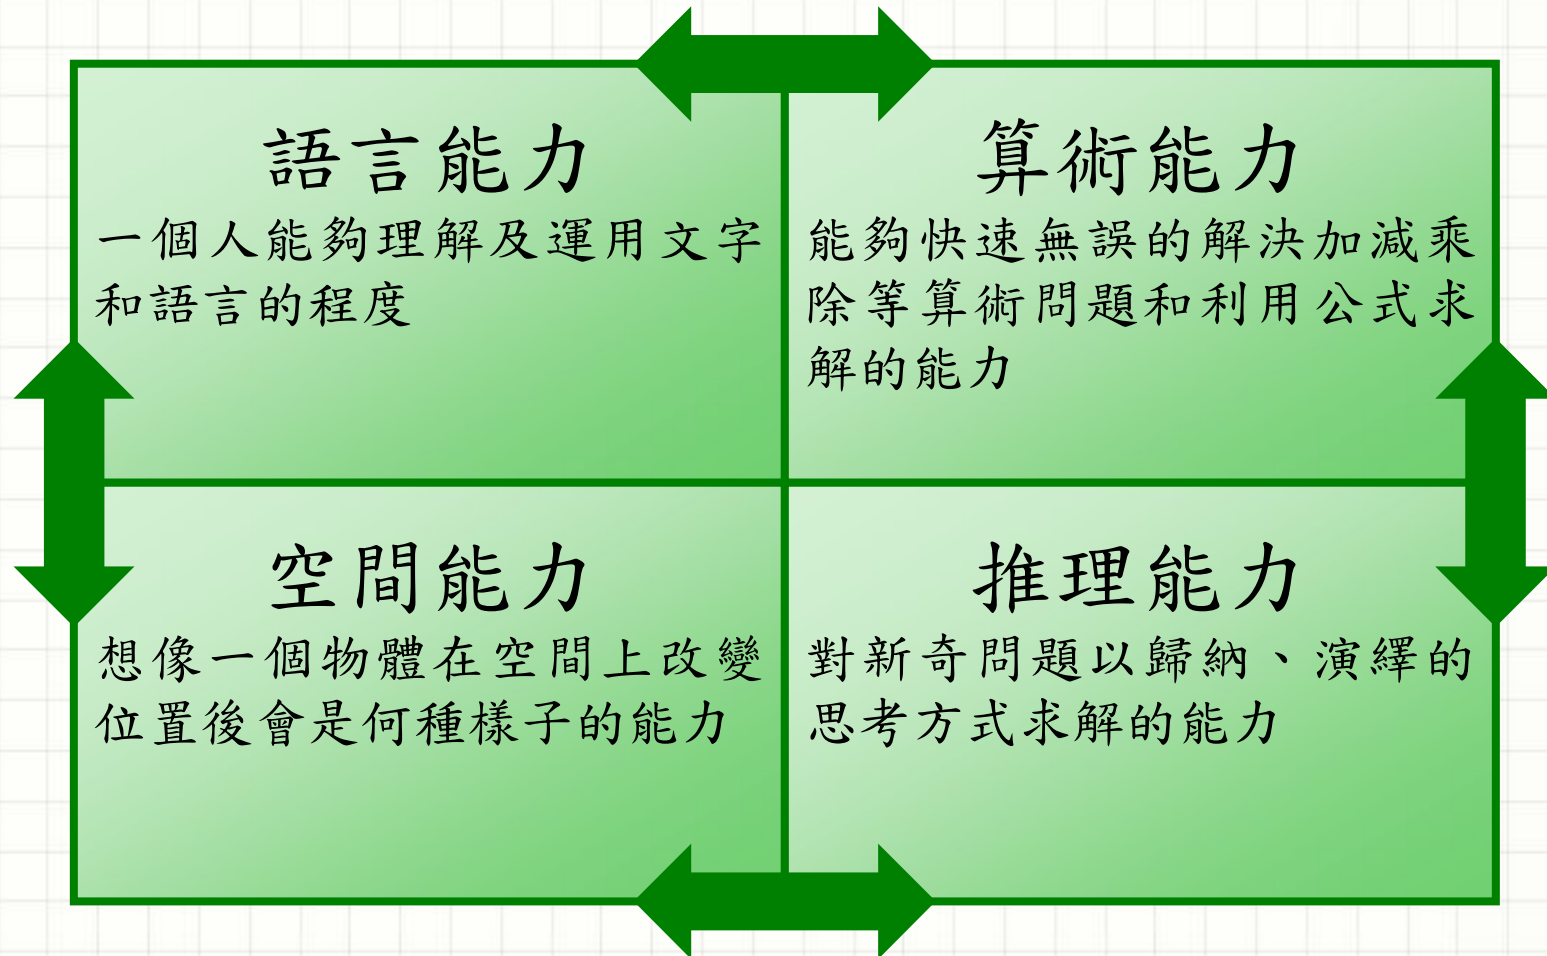 語言能力
一個人能夠理解及運用文字
和語言的程度
算術能力
能夠快速無誤的解決加減乘
除等算術問題和利用公式求
解的能力
空間能力
想像一個物體在空間上改變
位置後會是何種樣子的能力
推理能力
對新奇問題以歸納、演繹的
思考方式求解的能力